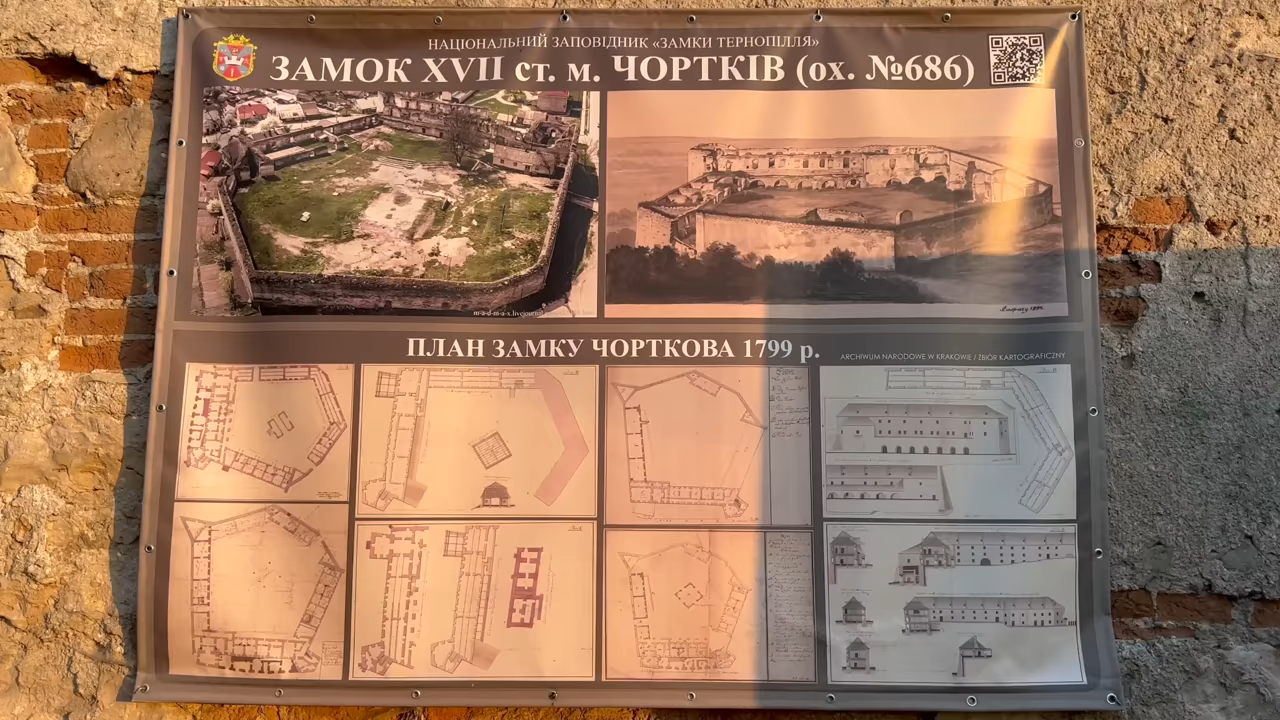 НАЦІОНАЛЬНИЙ ЗАПОВІДНИК «ЗАМКИ ТЕРНОПІЛЛЯ»
ЗАМОК XVII ст. м. ЧОРТКІВ (ох. №686)
m-a-d-m-a-x.livejournal
ПЛАН ЗАМКУ ЧОРТКОВА 1799 р.
ARCHIWUM NARODOWE W KRAKOWIE / ZBIÓR KARTOGRAFICZNY